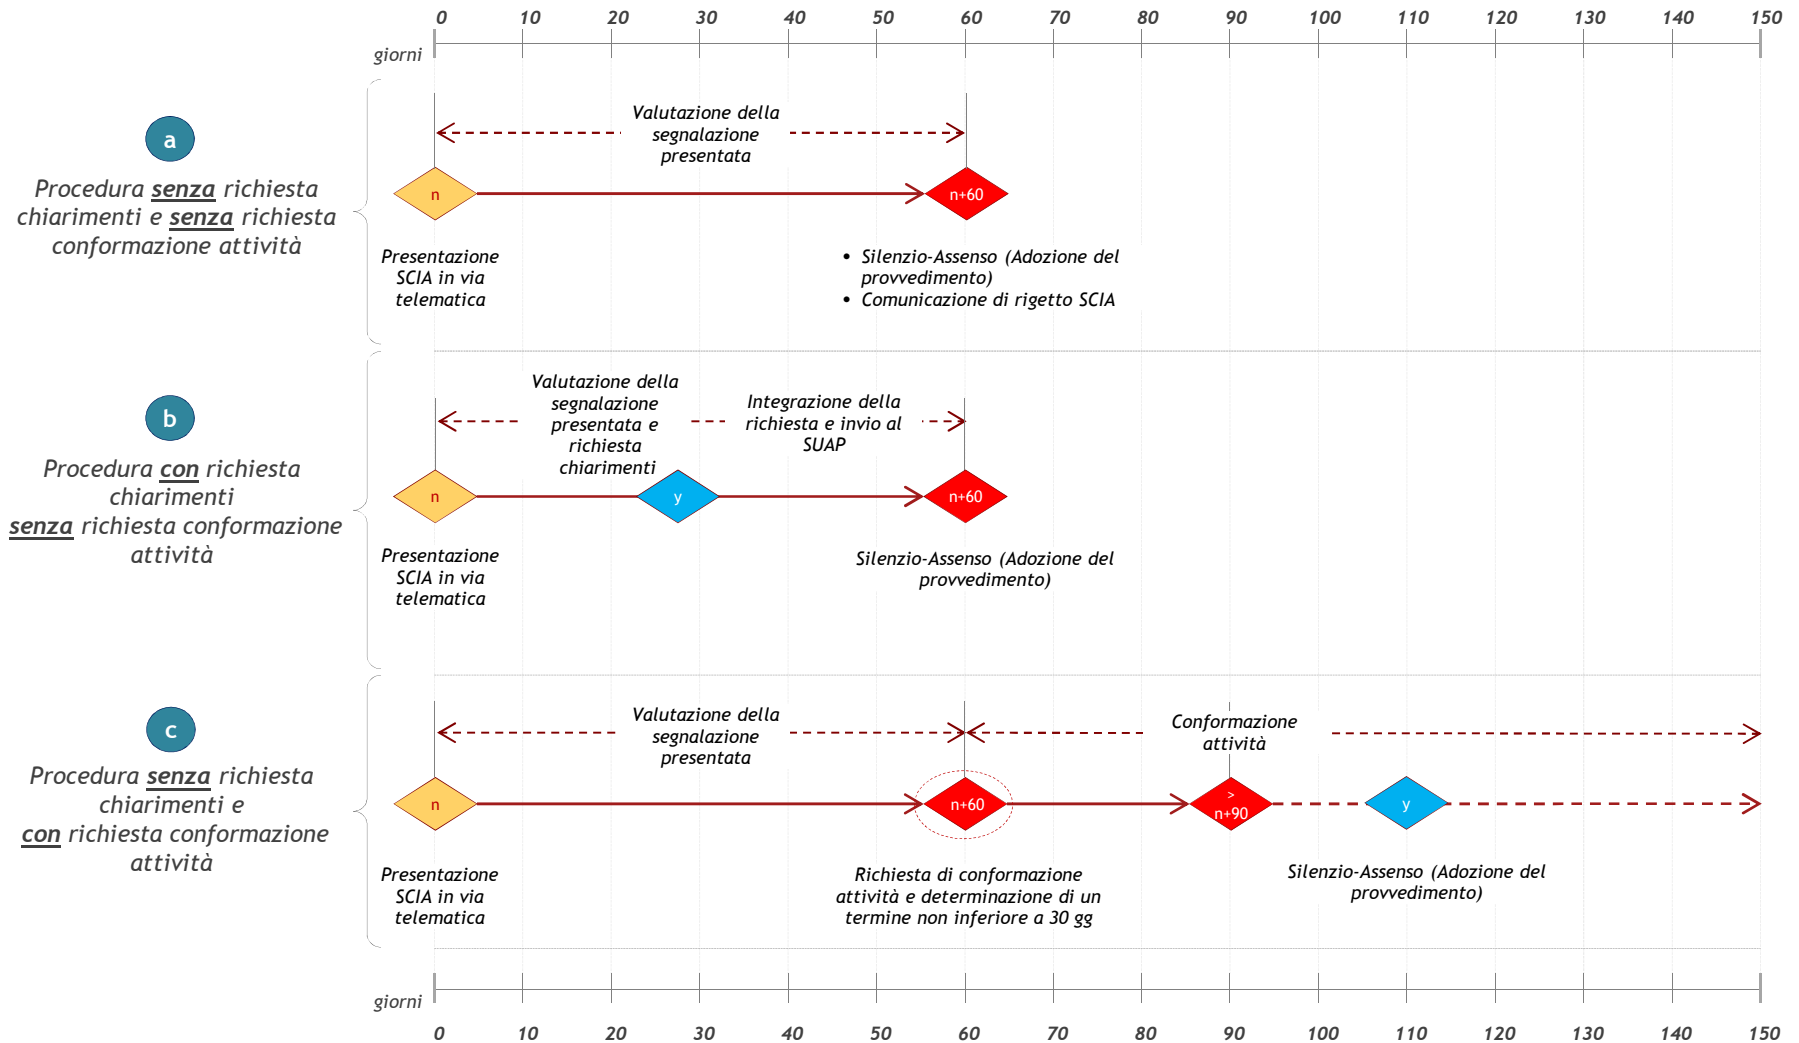 0 10 20 30 40 50 60 70 80 90 100 110 120 130 140 150
giorni
a
Procedura senza richiesta
chiarimenti e senza richiesta
conformazione attività
Valutazione della
segnalazione
presentata
n
n+60
Presentazione
SCIA in via
telematica
• Silenzio-Assenso (Adozione del
provvedimento)
• Comunicazione di rigetto SCIA
b
Procedura con richiesta
chiarimenti
senza richiesta conformazione
attività
Valutazione della
segnalazione
presentata e
richiesta
chiarimenti
Integrazione della
richiesta e invio al
SUAP
n
y
n+60
Presentazione
SCIA in via
telematica
Silenzio-Assenso (Adozione del
provvedimento)
c
Procedura senza richiesta
chiarimenti e
con richiesta conformazione
attività
Valutazione della
segnalazione
presentata
Conformazione
attività
n
n+60
>
n+90
y
Presentazione
SCIA in via
telematica
Richiesta di conformazione
attività e determinazione di un
termine non inferiore a 30 gg
Silenzio-Assenso (Adozione del
provvedimento)
giorni
0 10 20 30 40 50 60 70 80 90 100 110 120 130 140 150